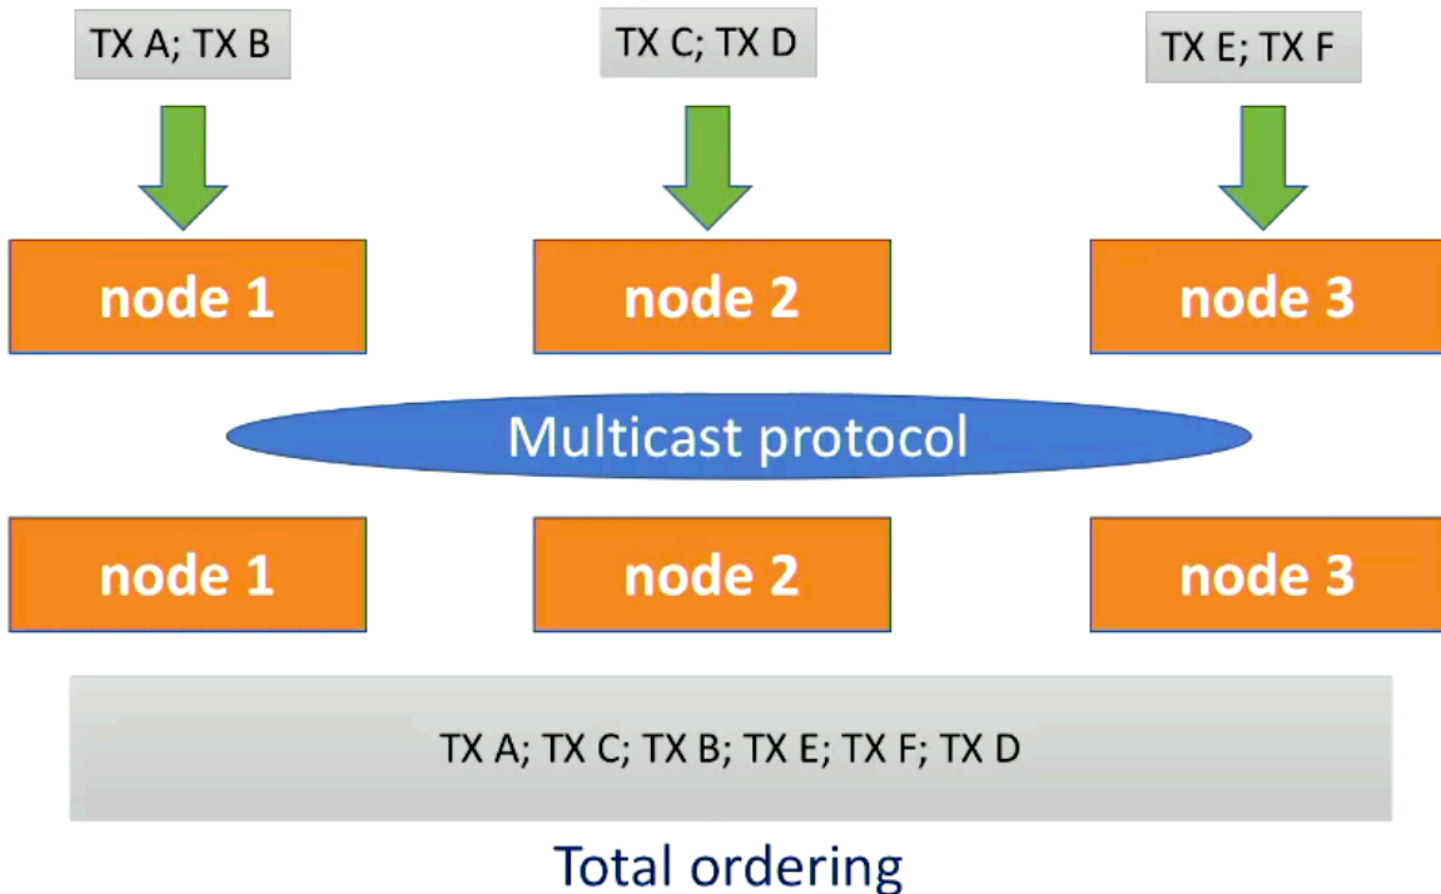 TX A; TX B
TX C; TX D
TX E; TX F
node 1
node 2
node 3
Multicast protocol
node 1
node 2
node 3
TX A; TX C; TX B; TX E; TX F; TX D
Total ordering